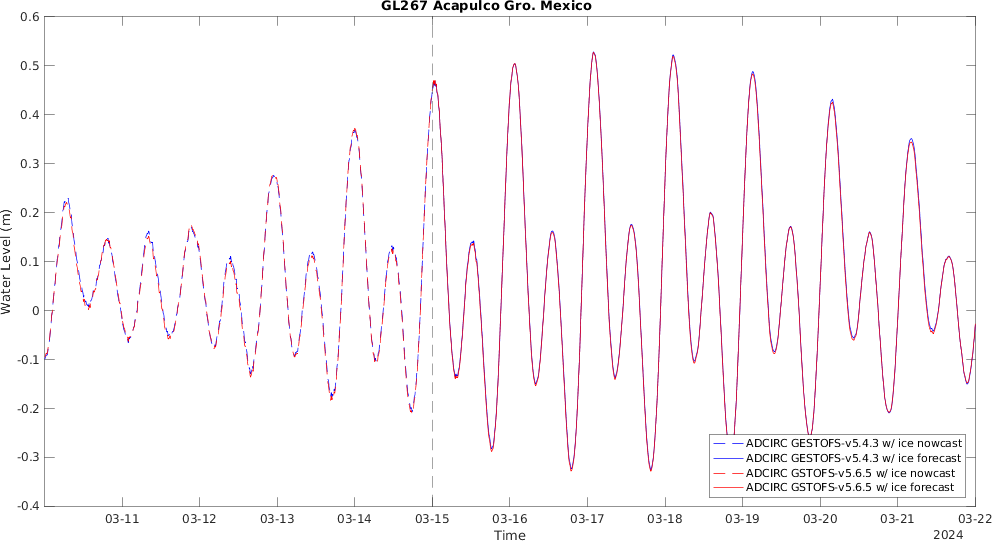 GL267 Acapulco Gro. Mexico
0.6
0.5
0.4
0.3
0.2
0.1
0
-0.1
-0.2
-0.3
-0.4
Water Level (m)
ADCIRC GESTOFS-v5.4.3 w/ ice nowcast
ADCIRC GESTOFS-v5.4.3 w/ ice forecast
ADCIRC GSTOFS-v5.6.5 w/ ice nowcast
ADCIRC GSTOFS-v5.6.5 w/ ice forecast
03-11 03-12 03-13 03-14 03-15 03-16 03-17 03-18 03-19 03-20 03-21 03-22
Time
2024